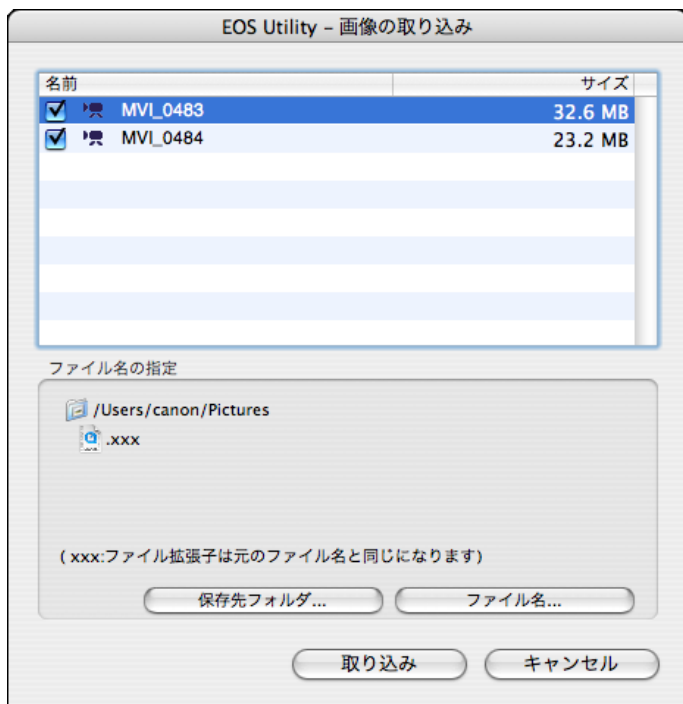 EOS Utility – 画像の取り込み
名前 サイズ
MVI_0483 32.6 MB
MVI_0484 23.2 MB
ファイル名の指定
/Users/canon/Pictures
.xxx
( xxx:ファイル拡張子は元のファイル名と同じになります)
保存先フォルダ... ファイル名...
取り込み キャンセル